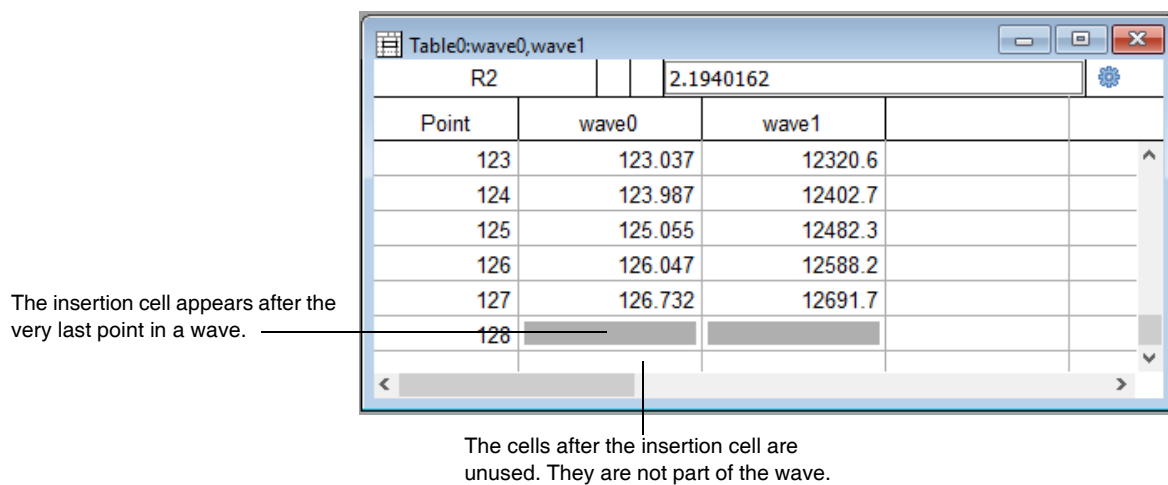 Table0:wave0,wave1
R2 2.1940162
Point wave0 wave1
123 123.037 12320.6
124 123.987 12402.7
125 125.055 12482.3
126 126.047 12588.2
127 126.732 12691.7
128
The insertion cell appears after the
very last point in a wave.
The cells after the insertion cell are
unused. They are not part of the wave.